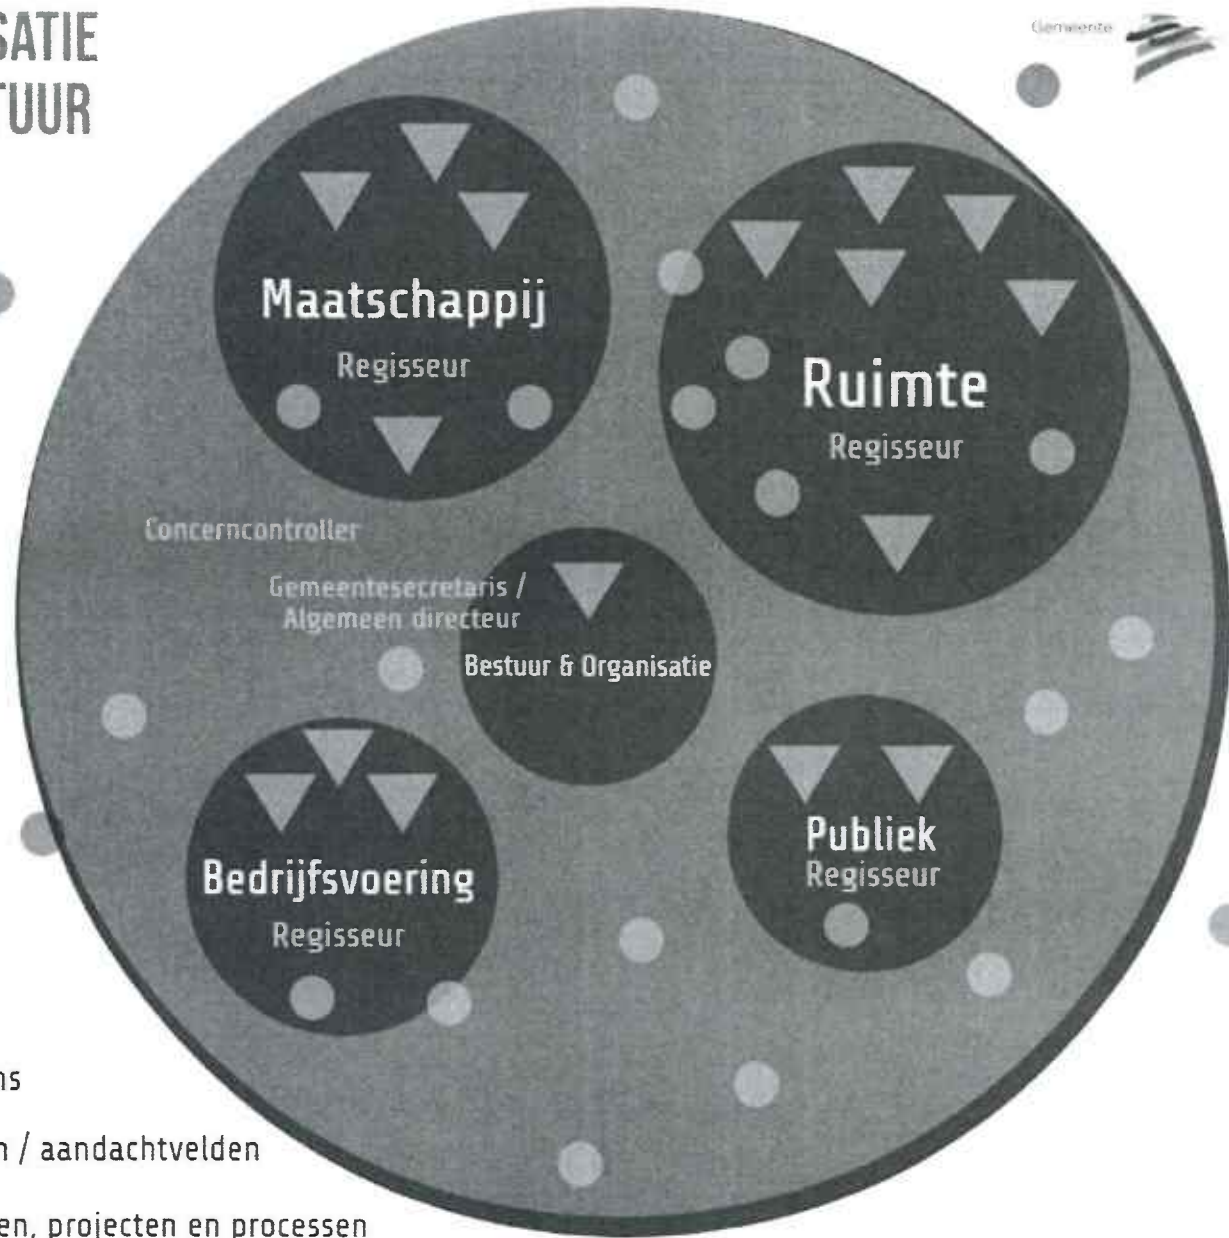 SATIE
TUUR
Gemeente
Maatschappij
Regisseur
Ruimte
Regisseur
Concerncontroller
Gemeentesecretaris /
Algemeen directeur
Bestuur & Organisatie
Publiek
Regisseur
Bedrijfsvoering
Regisseur
ns
n / aandachtvelden
en, projecten en processen